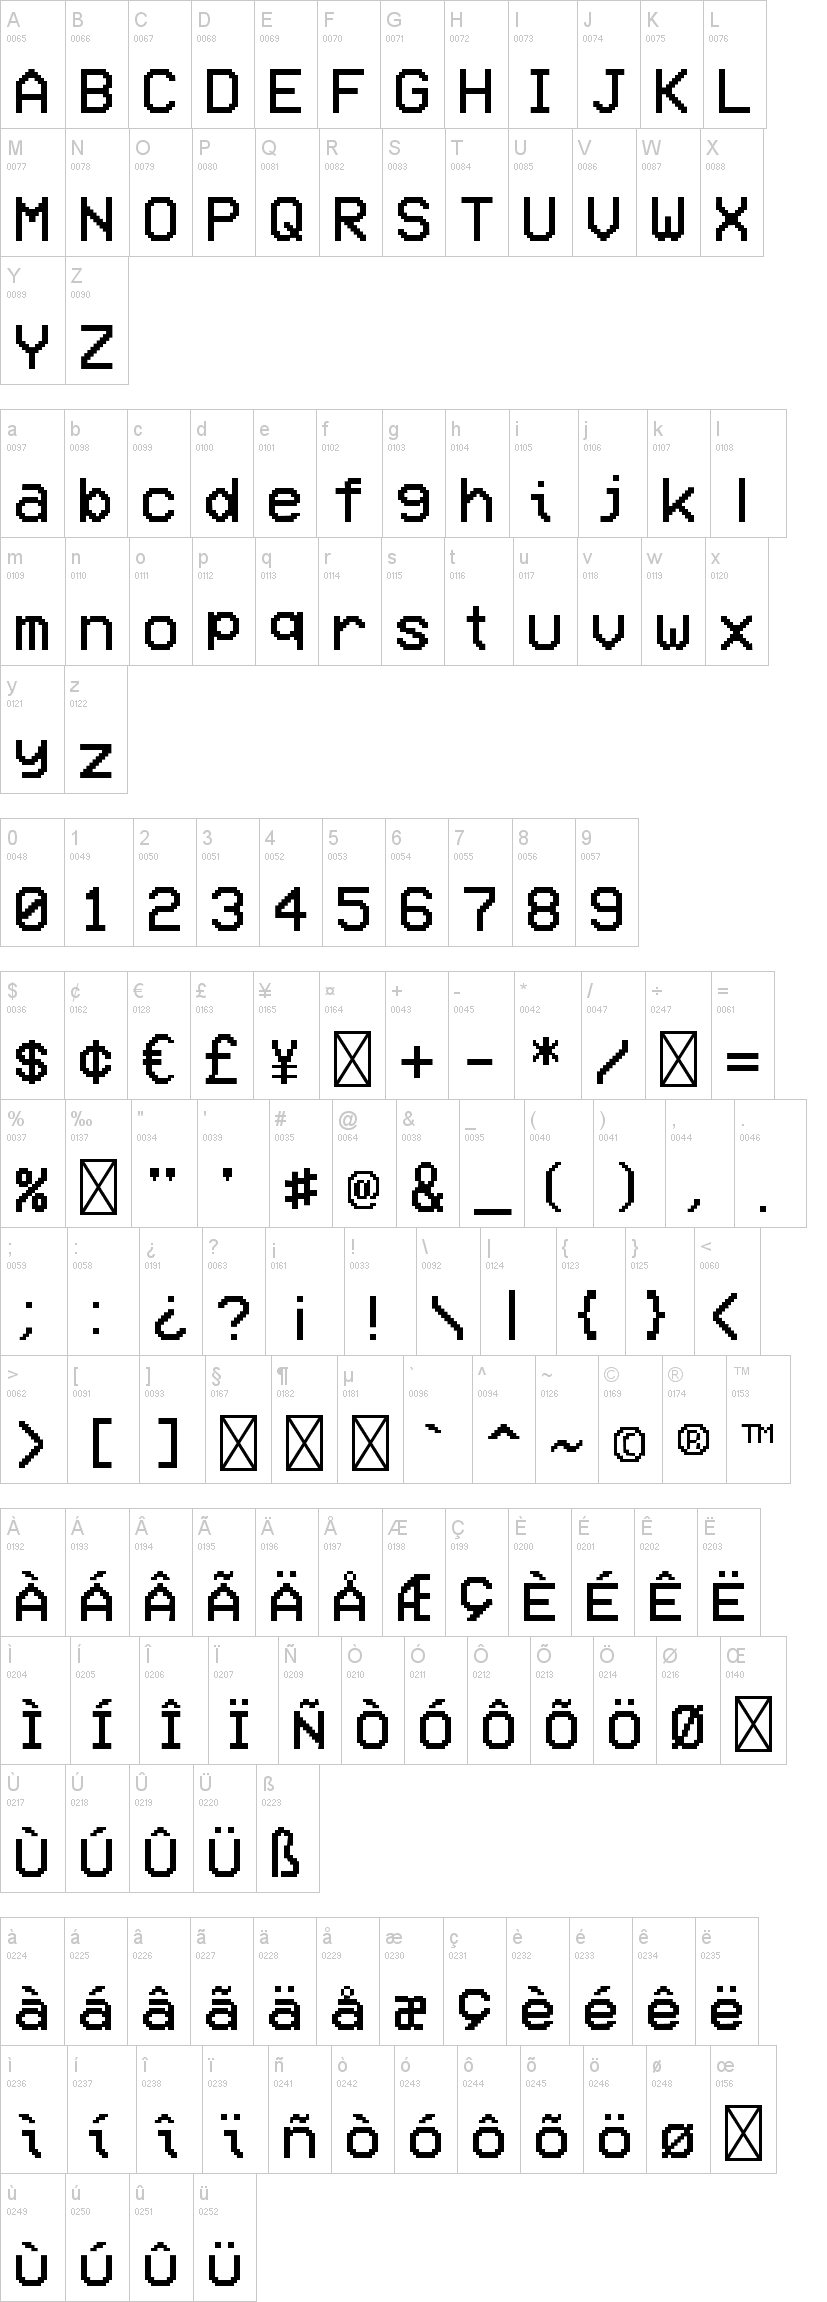 A B C D E F G H I J K L
0065 0066 0067 0068 0069 0070 0071 0072 0073 0074 0075 0076
A B C D E F G H I J K L
M N O P Q R S T U V W X
0077 0078 0079 0080 0081 0082 0083 0084 0085 0086 0087 0088
M N O P Q R S T U V W X
Y Z
0089 0090
Y Z
a b c d e f g h i j k l
0097 0098 0099 0100 0101 0102 0103 0104 0105 0106 0107 0108
a b c d e f g h i j k l
m n o p q r s t u v w x
0109 0110 0111 0112 0113 0114 0115 0116 0117 0118 0119 0120
m n o p q r s t u v w x
y z
0121 0122
y z
0 1 2 3 4 5 6 7 8 9
0048 0049 0050 0051 0052 0053 0054 0055 0056 0057
0 1 2 3 4 5 6 7 8 9
$ ¢ € £ ¥ ¤ + - * / ÷ =
0036 0162 0128 0163 0165 0164 0043 0045 0042 0047 0247 0061
$ ¢ € £ ¥ + - * / =
% ‰ " ' # @ & _ ( ) , .
0037 0137 0034 0039 0035 0064 0038 0095 0040 0041 0044 0046
% " ' # @ & _ ( ) , .
; : ¿ ? ¡ ! \ | { } <
0059 0058 0191 0063 0161 0033 0092 0124 0123 0125 0060
; : ¿ ? ¡ ! \ | { } <
> [ ] § ¶ µ ` ^ ~ © ® ™
0062 0091 0093 0167 0182 0181 0096 0094 0126 0169 0174 0153
> [ ] ` ^ ~ © ® ™
À Á Â Ã Ä Å Æ Ç È É Ê Ë
0192 0193 0194 0195 0196 0197 0198 0199 0200 0201 0202 0203
À Á Â Ã Ä Å Æ Ç È É Ê Ë
Ì Í Î Ï Ñ Ò Ó Ô Õ Ö Ø Œ
0204 0205 0206 0207 0209 0210 0211 0212 0213 0214 0216 0140
Ì Í Î Ï Ñ Ò Ó Ô Õ Ö Ø
Ù Ú Û Ü ß
0217 0218 0219 0220 0223
Ù Ú Û Ü ß
à á â ã ä å æ ç è é ê ë
0224 0225 0226 0227 0228 0229 0230 0231 0232 0233 0234 0235
à á â ã ä å æ ç è é ê ë
ì í î ï ñ ò ó ô õ ö ø œ
0236 0237 0238 0239 0241 0242 0243 0244 0245 0246 0248 0156
ì í î ï ñ ò ó ô õ ö ø
ù ú û ü
0249 0250 0251 0252
ù ú û ü